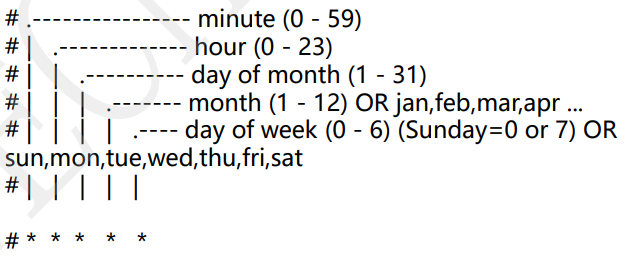 # .---------------- minute (0 - 59)
# | .------------- hour (0 - 23)
# | | .---------- day of month (1 - 31)
# | | | .------- month (1 - 12) OR jan,feb,mar,apr ...
# | | | | .---- day of week (0 - 6) (Sunday=0 or 7) OR
sun,mon,tue,wed,thu,fri,sat
# | | | | |
# * * * * *